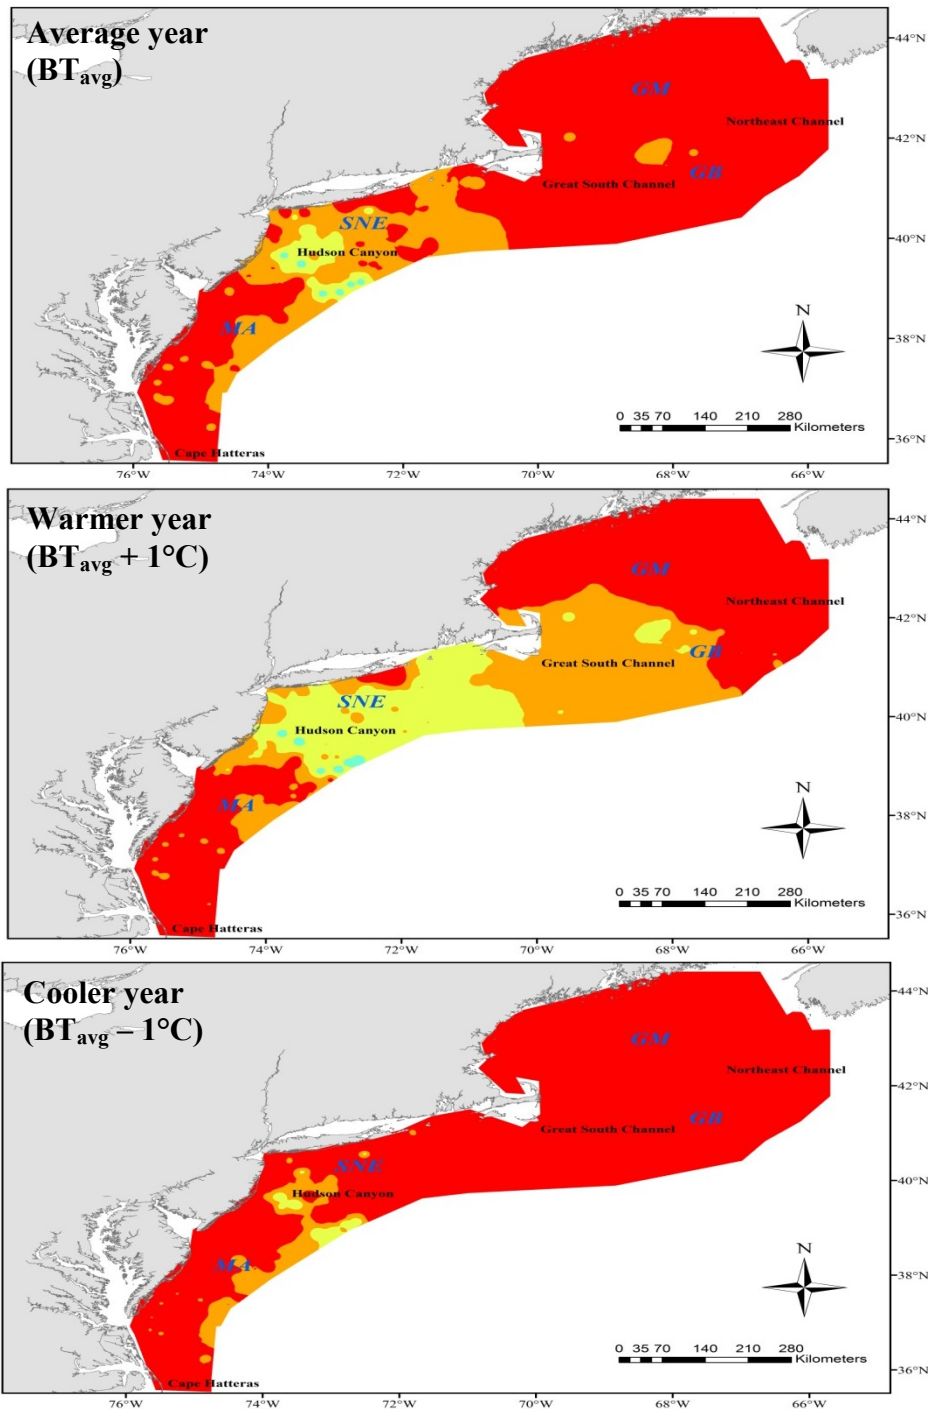 Average year
(BTavg)
44°N
GM
Northeast Channel
42°N
GB
Great South Channel
SNE
40°N
Hudson Canyon
MA
38°N
N
0 35 70 140 210 280
Kilometers
36°N
Cape Hatteras
76°W 74°W 72°W 70°W 68°W 66°W
Warmer year
(BTavg + 1°C)
44°N
GM
Northeast Channel
42°N
GB
Great South Channel
SNE
40°N
Hudson Canyon
MA
38°N
N
0 35 70 140 210 280
Kilometers
36°N
Cape Hatteras
76°W 74°W 72°W 70°W 68°W 66°W
Cooler year
(BTavg – 1°C)
44°N
GM
Northeast Channel
42°N
GB
Great South Channel
SNE
40°N
Hudson Canyon
MA
38°N
N
0 35 70 140 210 280
Kilometers
36°N
Cape Hatteras
76°W 74°W 72°W 70°W 68°W 66°W